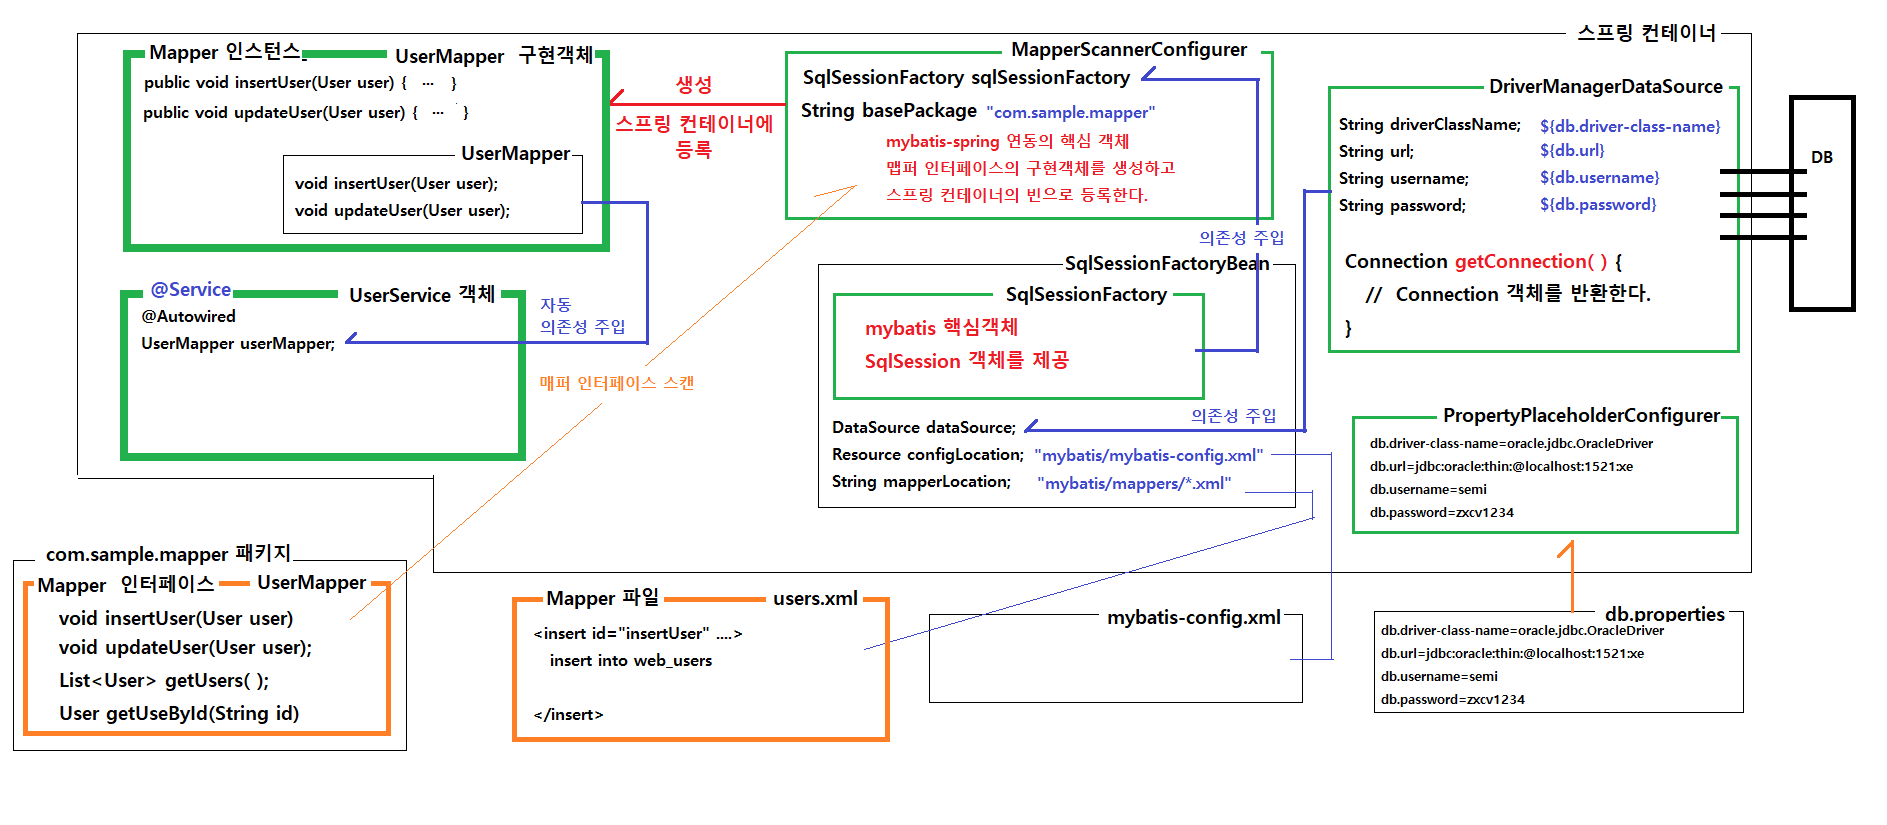 스프링 컨테이너
Mapper 인스턴스
UserMapper 구현객체
public void insertUser(User user) { ... }
public void updateUser(User user) { ... }
UserMapper
void insertUser(User user);
void updateUser(User user);
생성
스프링 컨테이너에
등록
MapperScannerConfigurer
SqlSessionFactory sqlSessionFactory
String basePackage "com.sample.mapper"
mybatis-spring 연동의 핵심 객체
맵퍼 인터페이스의 구현객체를 생성하고
스프링 컨테이너의 빈으로 등록한다.
DriverManagerDataSource
String driverClassName; ${db.driver-class-name}
String url; ${db.url}
String username; ${db.username}
String password; ${db.password}
Connection getConnection( ) {
// Connection 객체를 반환한다.
}
DB
@Service
UserService 객체
@Autowired
UserMapper userMapper;
자동
의존성 주입
매퍼 인터페이스 스캔
의존성 주입
SqlSessionFactoryBean
SqlSessionFactory
mybatis 핵심객체
SqlSession 객체를 제공
의존성 주입
DataSource dataSource;
Resource configLocation; "mybatis/mybatis-config.xml"
String mapperLocation; "mybatis/mappers/*.xml"
PropertyPlaceholderConfigurer
db.driver-class-name=oracle.jdbc.OracleDriver
db.url=jdbc:oracle:thin:@localhost:1521:xe
db.username=semi
db.password=zxcv1234
com.sample.mapper 패키지
Mapper 인터페이스
UserMapper
void insertUser(User user)
void updateUser(User user);
List<User> getUsers( );
User getUseById(String id)
Mapper 파일
users.xml
<insert id="insertUser" ....>
insert into web_users
</insert>
mybatis-config.xml
db.properties
db.driver-class-name=oracle.jdbc.OracleDriver
db.url=jdbc:oracle:thin:@localhost:1521:xe
db.username=semi
db.password=zxcv1234